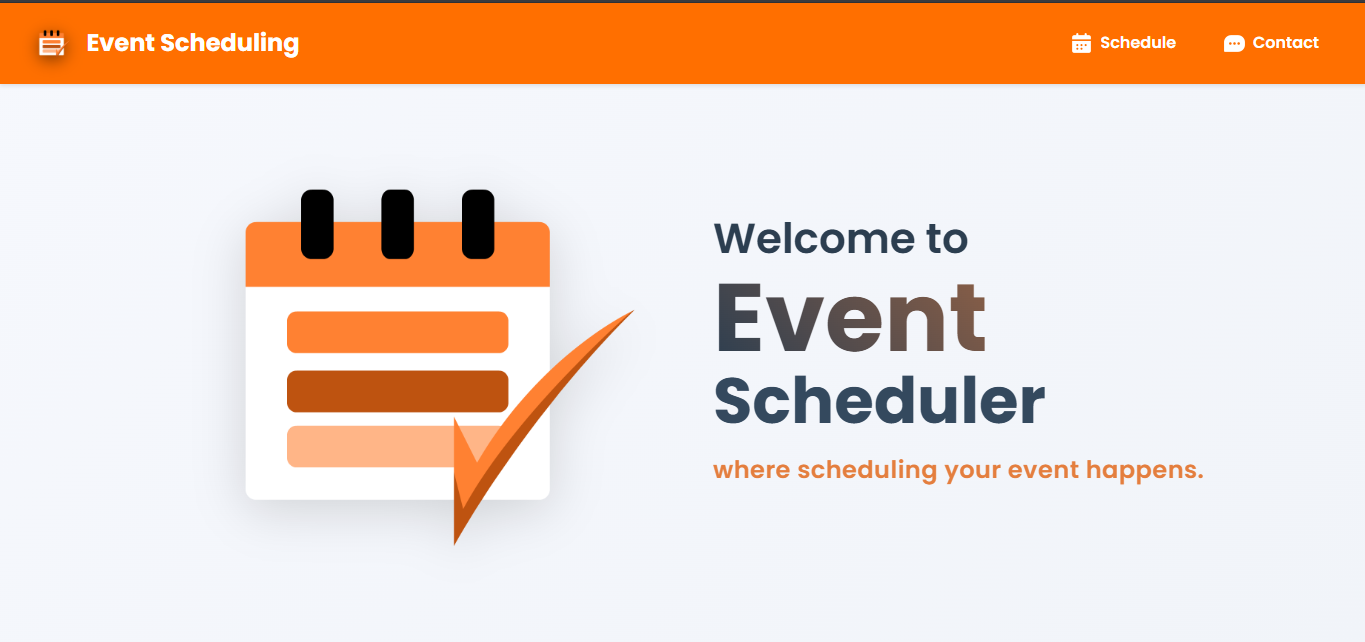 Event Scheduling
Schedule
Contact
Welcome to
Event
Scheduler
where scheduling your event happens.